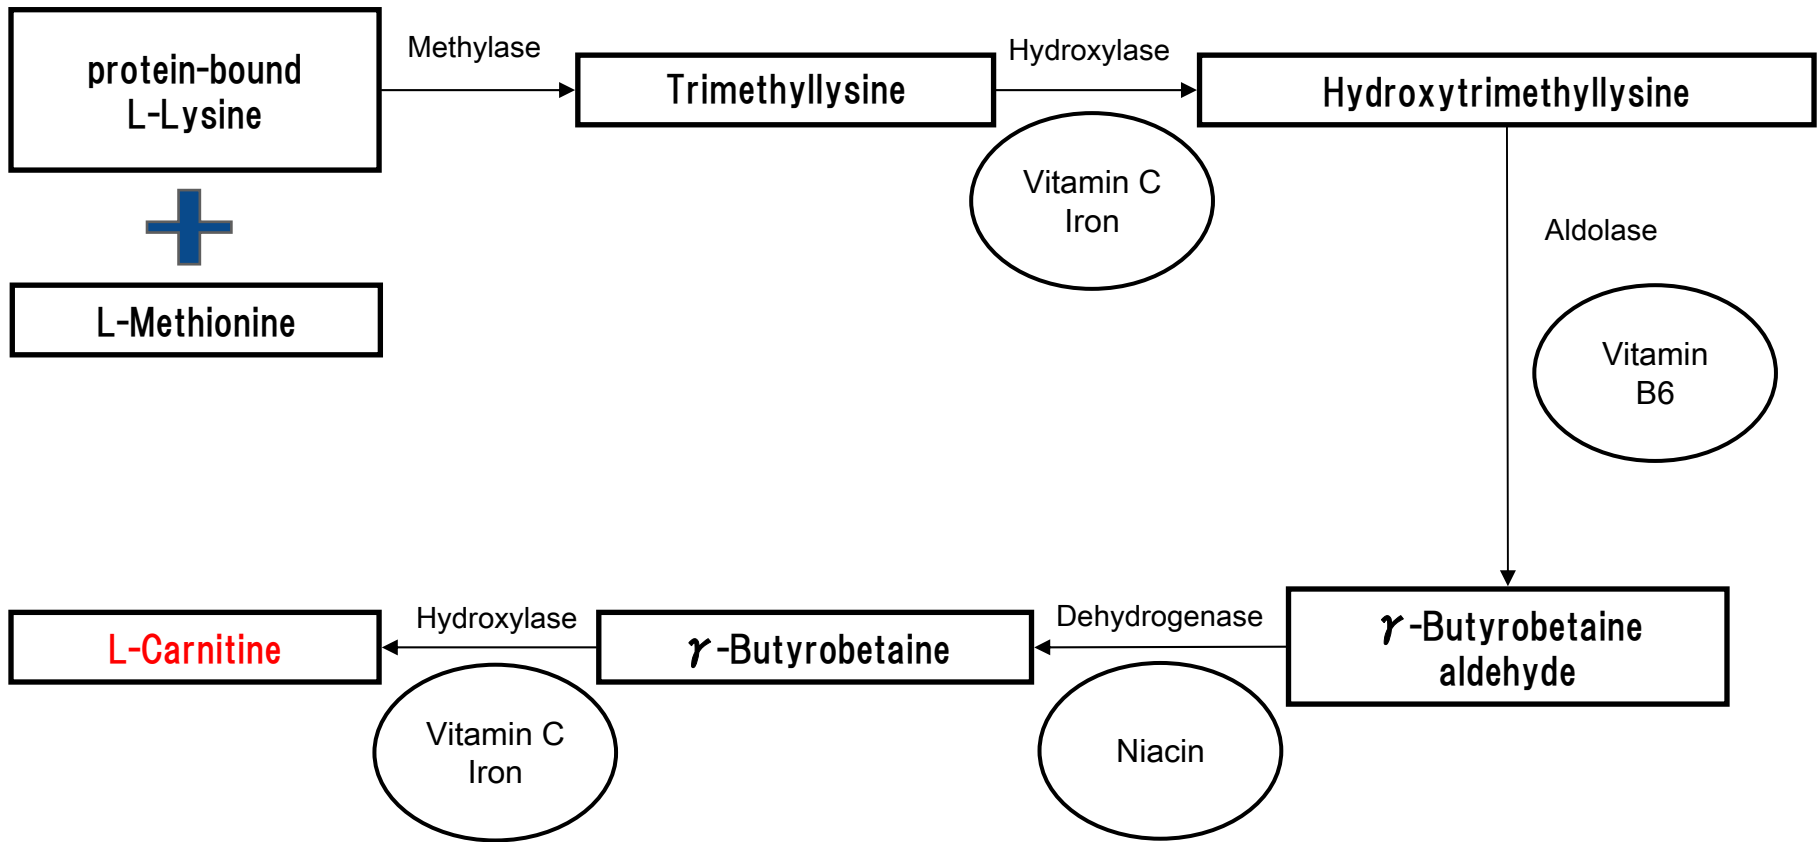 protein-bound
L-Lysine
Methylase
Trimethyllysine
Hydroxylase
Hydroxytrimethyllysine
Vitamin C
Iron
L-Methionine
Aldolase
Vitamin
B6
γ-Butyrobetaine
aldehyde
Dehydrogenase
Niacin
γ-Butyrobetaine
Hydroxylase
Vitamin C
Iron
L-Carnitine